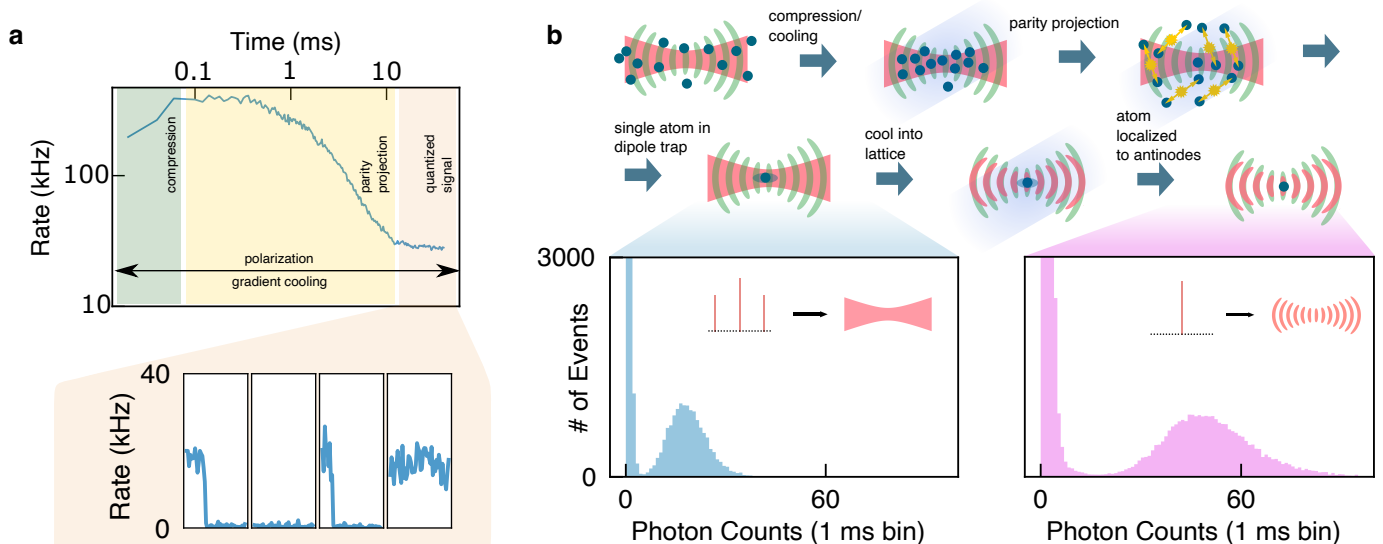 a
Time (ms)
0.1
1
10
Rate (kHz)
100
10
compression
parity
projection
quantized
signal
polarization
gradient cooling
Rate (kHz)
40
0
b
compression/
cooling
parity projection
single atom in
dipole trap
cool into
lattice
atom
localized
to antinodes
# of Events
3000
0
0
60
Photon Counts (1 ms bin)
0
60
Photon Counts (1 ms bin)